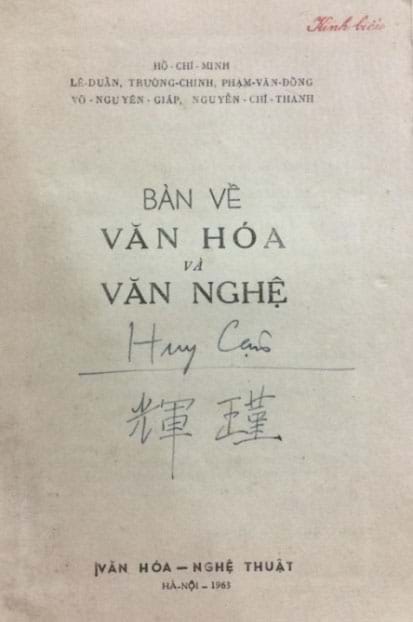 Kính biếu
HỒ-CHÍ-MINH
LÊ-DUẨN, TRƯỜNG-CHINH, PHẠM-VĂN-ĐỒNG
VÕ-NGUYÊN-GIÁP, NGUYỄN-CHÍ-THANH
BÀN VỀ
VĂN HÓA
VÀ
VĂN NGHỆ
Huy Cận
輝瑾
VĂN HÓA — NGHỆ THUẬT
HÀ-NỘI – 1963